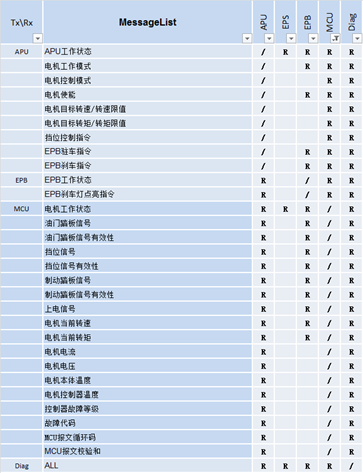 Tx\Rx MessageList APU EPS EPB MCU Diag
APU APU工作状态 / R R R R
电机工作模式 / R R R
电机控制模式 / R R
电机使能 / R R R
电机目标转速/转速限值 / R R
电机目标转矩/转矩限值 / R R
挡位控制指令 / R R
EPB驻车指令 / R R R
EPB刹车指令 / R R R
EPB EPB工作状态 R / R R
EPB刹车灯点亮指令 R / R R
MCU 电机工作状态 R R R / R
油门踏板信号 R R / R
油门踏板信号有效性 R R / R
挡位信号 R R / R
挡位信号有效性 R R / R
制动踏板信号 R R / R
制动踏板信号有效性 R R / R
上电信号 R R / R
电机当前转速 R R / R
电机当前转矩 R R / R
电机电流 R / R
电机电压 R / R
电机本体温度 R / R
电机控制器温度 R / R
控制器故障等级 R / R
故障代码 R / R
MCU报文循环码 R / R
MCU报文校验和 R / R
Diag ALL R R R R /